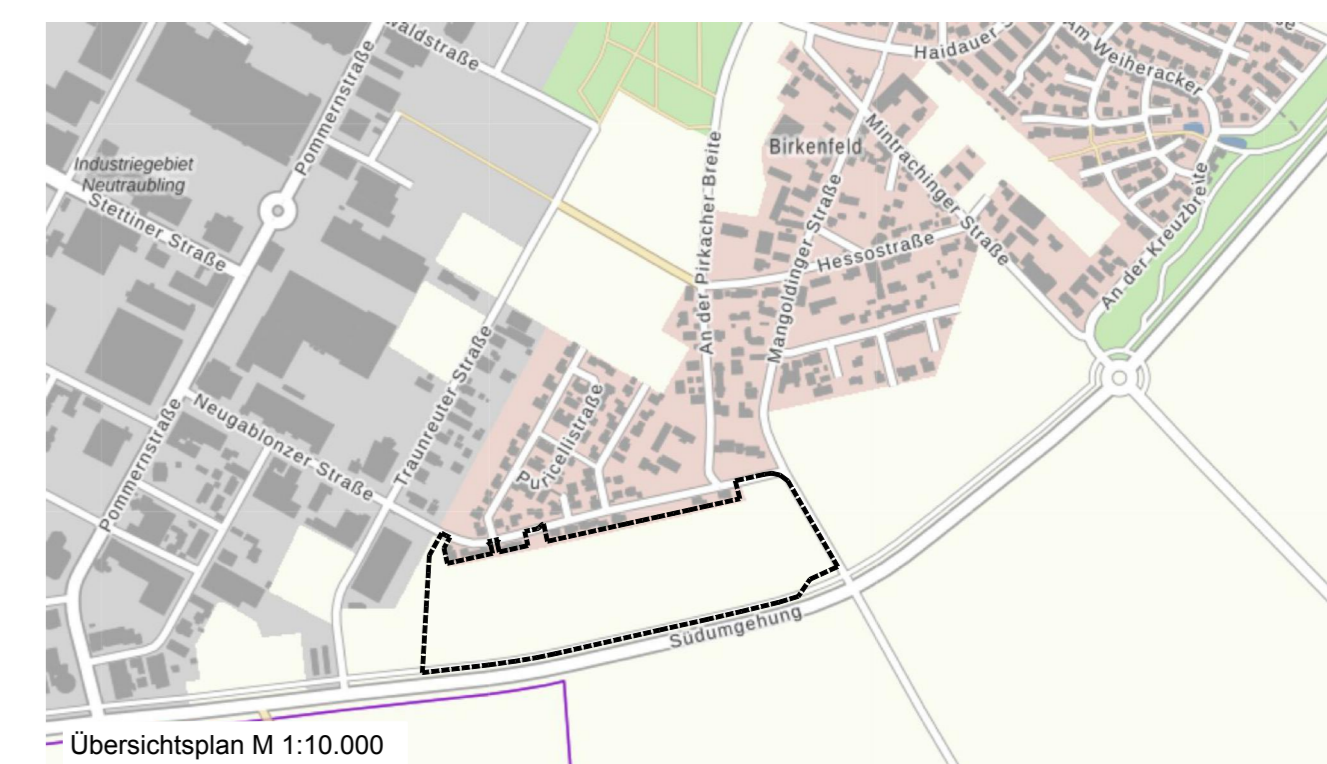 Waldstraße
Pommernstraße
Haidauer
Am Weiheracker
Industriegebiet
Neutraubling
Stettiner Straße
An der Pirkacher Breite
Birkenfeld
Mintrachinger Straße
Mangoldinger Straße
Hessostraße
An der Kreuzbreite
Traunreuter Straße
Neugablonzer Straße
Puricellistraße
Pommernstraße
Südumgehung
Übersichtsplan M 1:10.000